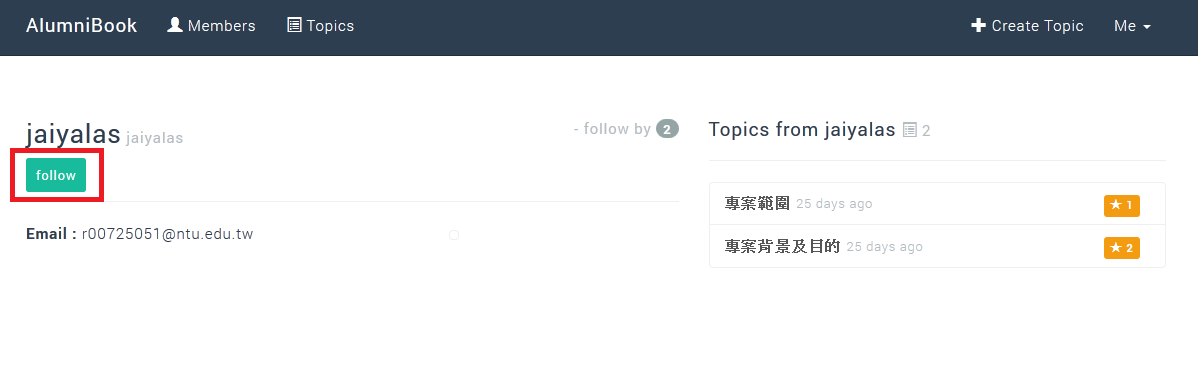 AlumniBook Members Topics Create Topic Me
jaiyalas jaiyalas - follow by 2
follow
Email : r00725051@ntu.edu.tw
Topics from jaiyalas 2
專案範圍 25 days ago 1
專案背景及目的 25 days ago 2